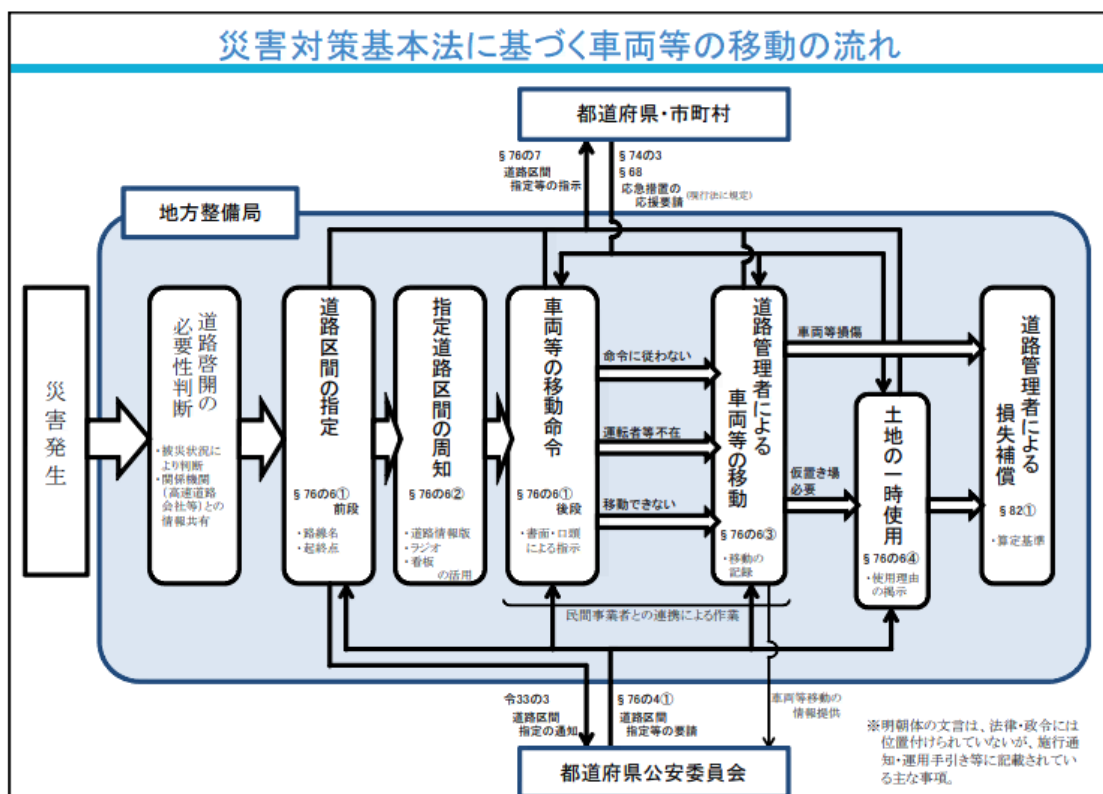 災害対策基本法に基づく車両等の移動の流れ
都道府県・市町村
§76の7
道路区間
指定等の指示
§74の3
§68
応急措置の
応援要請
(現行法に規定)
地方整備局
災害発生
道路啓開の
必要性判断
・被災状況に
より判断
・関係機関
(高速道路
会社等)との
情報共有
道路区間の指定
§76の6①
前段
・路線名
・起終点
指定道路区間の周知
§76の6②
・道路情報版
・ラジオ
・看板
の活用
車両等の移動命令
§76の6①
後段
・書面・口頭
による指示
命令に従わない
運転者等不在
移動できない
道路管理者による
車両等の移動
§76の6③
・移動の
記録
車両等損傷
仮置き場
必要
土地の一時使用
§76の6④
・使用理由
の掲示
道路管理者による
損失補償
§82①
・算定基準
民間事業者との連携による作業
令33の3
道路区間
指定の通知
§76の4①
道路区間
指定等の要請
車両等移動の
情報提供
都道府県公安委員会
※明朝体の文言は、法律・政令には
位置付けられていないが、施行通
知・運用手引き等に記載されてい
る主な事項。